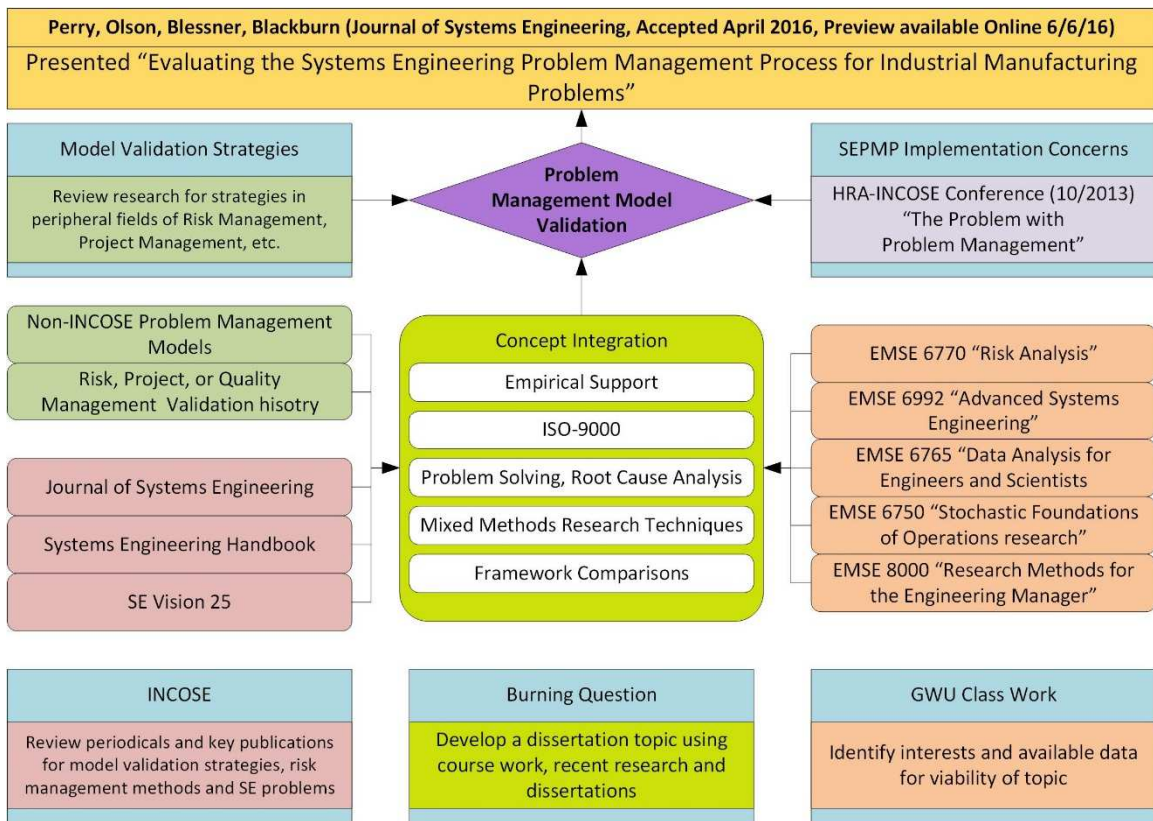 Perry, Olson, Blessner, Blackburn (Journal of Systems Engineering, Accepted April 2016, Preview available Online 6/6/16)
Presented “Evaluating the Systems Engineering Problem Management Process for Industrial Manufacturing
Problems”
Model Validation Strategies
Review research for strategies in
peripheral fields of Risk Management,
Project Management, etc.
Problem
Management Model
Validation
SEPMP Implementation Concerns
HRA-INCOSE Conference (10/2013)
“The Problem with
Problem Management”
Non-INCOSE Problem Management
Models
Risk, Project, or Quality
Management Validation hisotry
Journal of Systems Engineering
Systems Engineering Handbook
SE Vision 25
Concept Integration
Empirical Support
ISO-9000
Problem Solving, Root Cause Analysis
Mixed Methods Research Techniques
Framework Comparisons
EMSE 6770 “Risk Analysis”
EMSE 6992 “Advanced Systems
Engineering”
EMSE 6765 “Data Analysis for
Engineers and Scientists
EMSE 6750 “Stochastic Foundations
of Operations research”
EMSE 8000 “Research Methods for
the Engineering Manager”
INCOSE
Review periodicals and key publications
for model validation strategies, risk
management methods and SE problems
Burning Question
Develop a dissertation topic using
course work, recent research and
dissertations
GWU Class Work
Identify interests and available data
for viability of topic